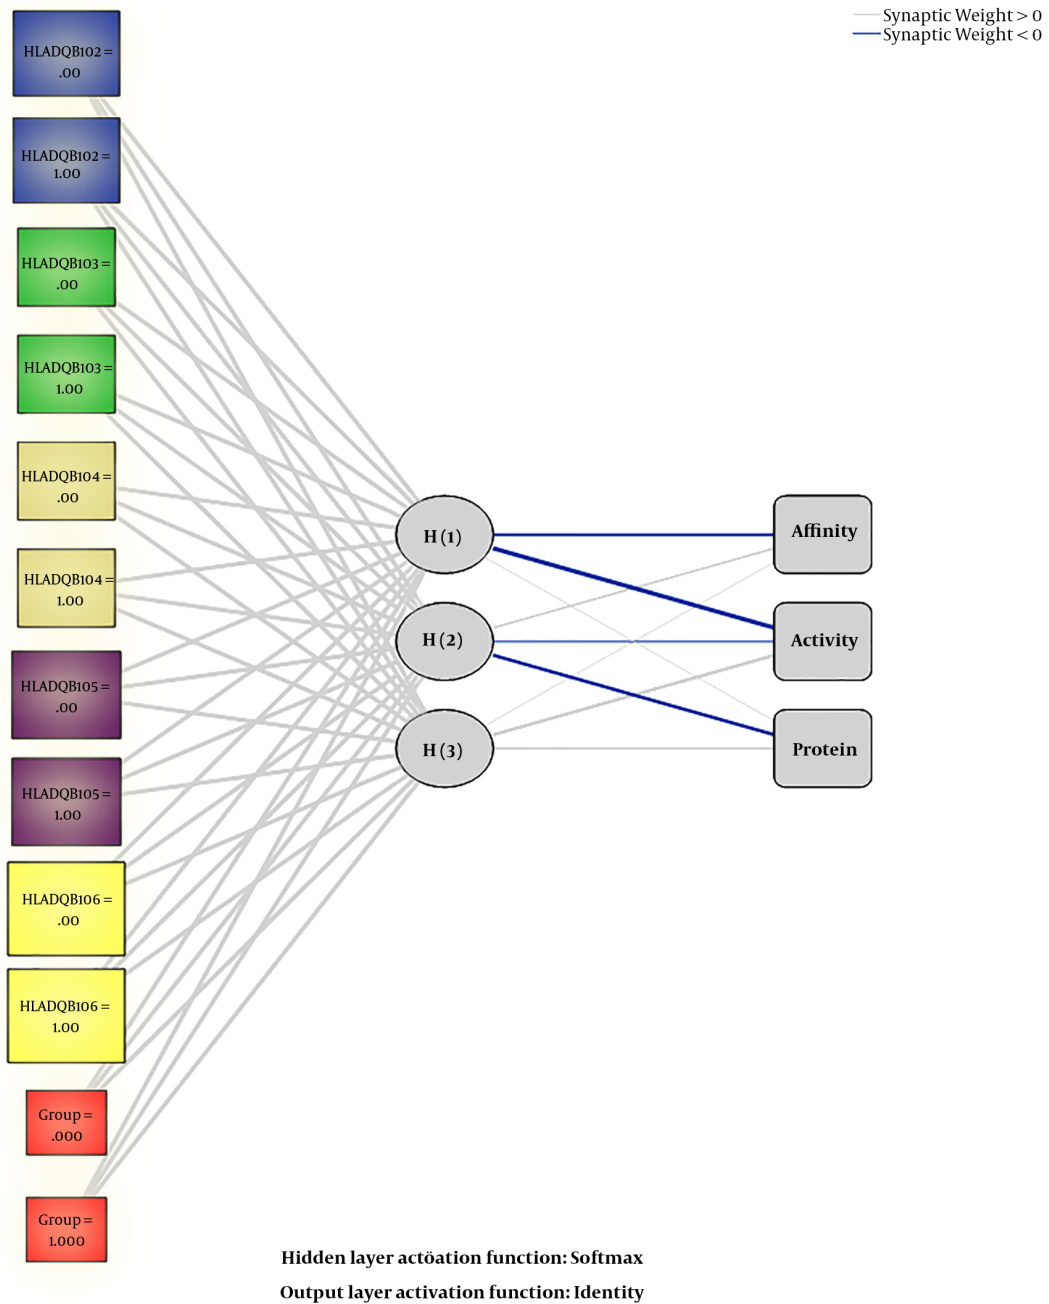 Synaptic Weight > 0
Synaptic Weight < 0
HLADQB102 =
.00
HLADQB102 =
1.00
HLADQB103 =
.00
HLADQB103 =
1.00
HLADQB104 =
.00
HLADQB104 =
1.00
HLADQB105 =
.00
HLADQB105 =
1.00
HLADQB106 =
.00
HLADQB106 =
1.00
Group =
.000
Group =
1.000
H (1)
H (2)
H (3)
Affinity
Activity
Protein
Hidden layer actöation function: Softmax
Output layer activation function: Identity